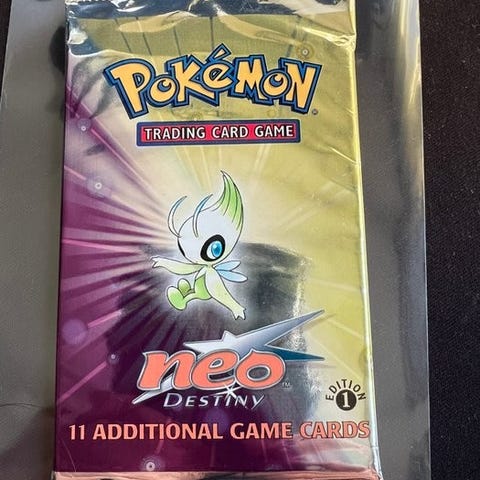 POKéMON
TRADING CARD GAME
neo
DESTINY
EDITION
1
11 ADDITIONAL GAME CARDS